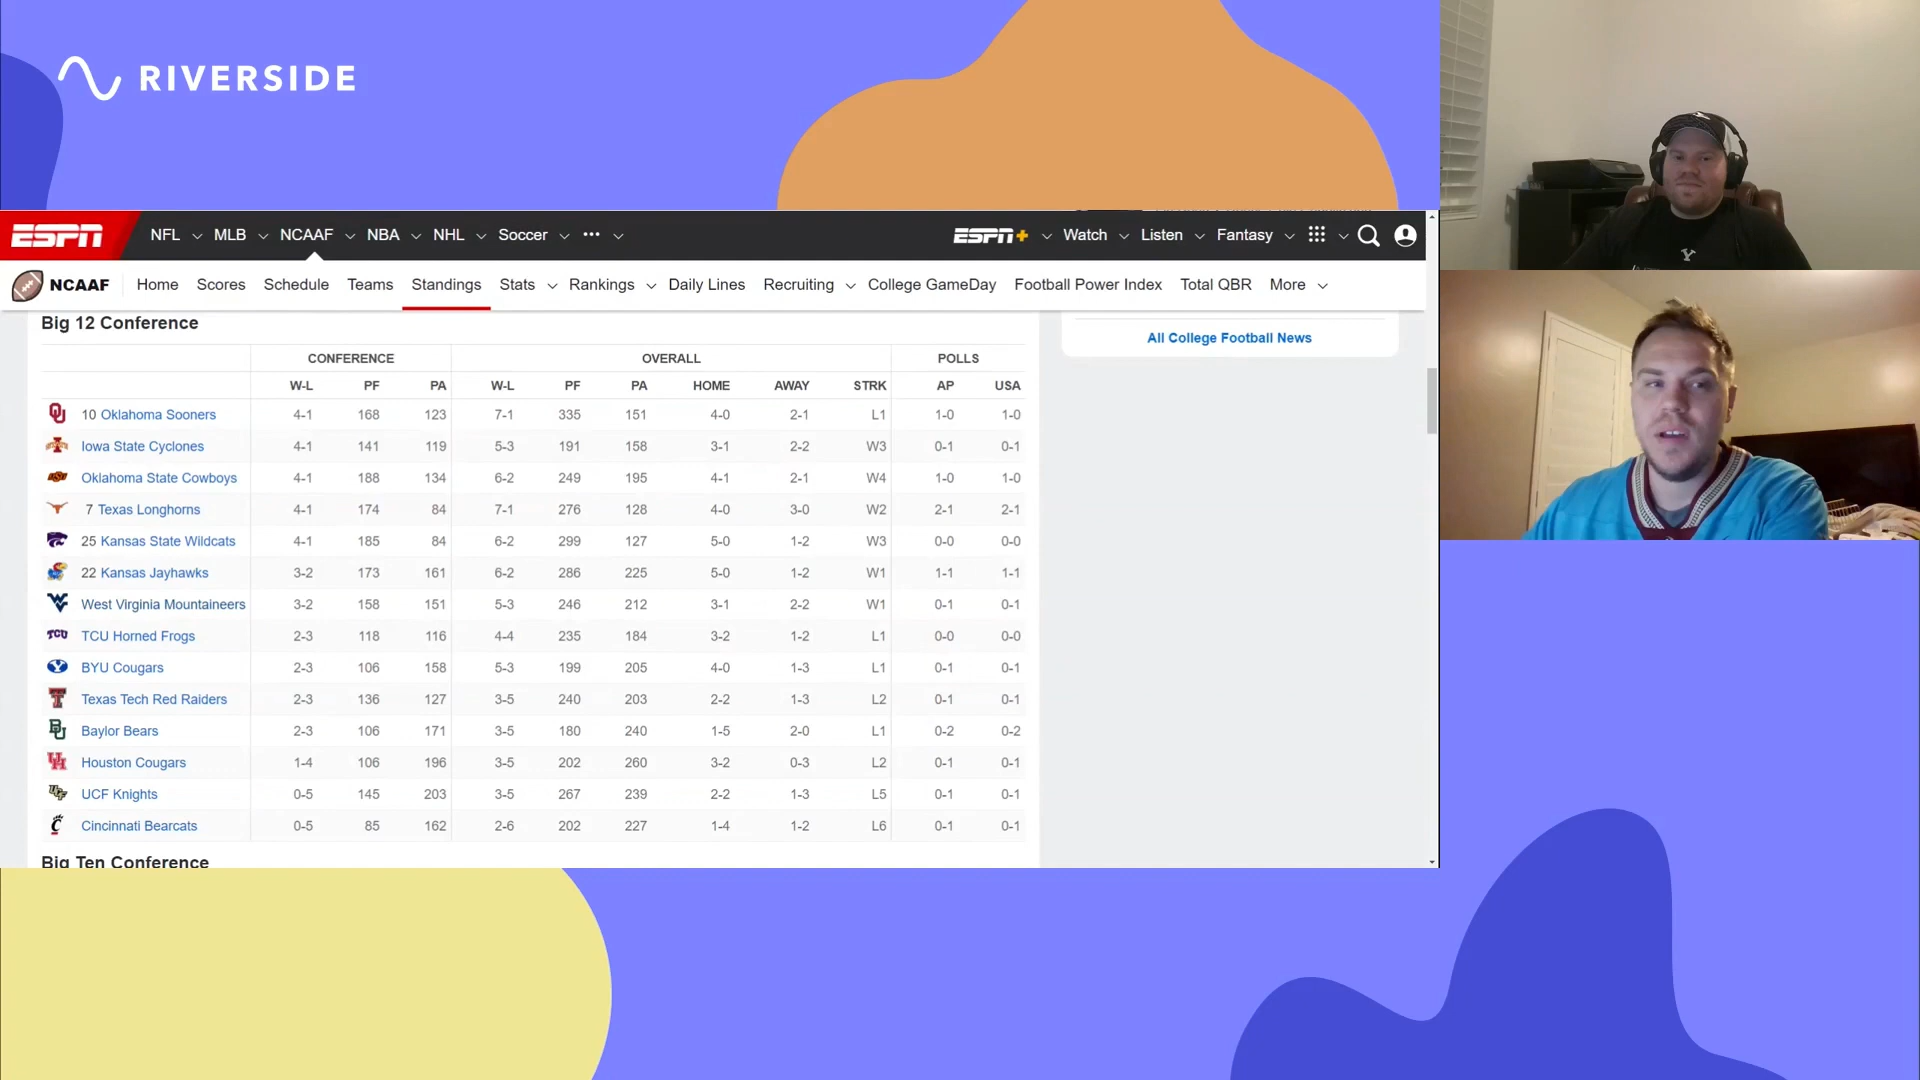 RIVERSIDE
ESPN NFL MLB NCAAF NBA NHL Soccer ••• ESPN+ Watch Listen Fantasy
NCAAF Home Scores Schedule Teams Standings Stats Rankings Daily Lines Recruiting College GameDay Football Power Index Total QBR More
Big 12 Conference
All College Football News
CONFERENCE OVERALL POLLS
W-L PF PA W-L PF PA HOME AWAY STRK AP USA
OU 10 Oklahoma Sooners 4-1 168 123 7-1 335 151 4-0 2-1 L1 1-0 1-0
Iowa State Cyclones 4-1 141 119 5-3 191 158 3-1 2-2 W3 0-1 0-1
Oklahoma State Cowboys 4-1 188 134 6-2 249 195 4-1 2-1 W4 1-0 1-0
7 Texas Longhorns 4-1 174 84 7-1 276 128 4-0 3-0 W2 2-1 2-1
25 Kansas State Wildcats 4-1 185 84 6-2 299 127 5-0 1-2 W3 0-0 0-0
22 Kansas Jayhawks 3-2 173 161 6-2 286 225 5-0 1-2 W1 1-1 1-1
WV West Virginia Mountaineers 3-2 158 151 5-3 246 212 3-1 2-2 W1 0-1 0-1
TCU TCU Horned Frogs 2-3 118 116 4-4 235 184 3-2 1-2 L1 0-0 0-0
Y BYU Cougars 2-3 106 158 5-3 199 205 4-0 1-3 L1 0-1 0-1
T Texas Tech Red Raiders 2-3 136 127 3-5 240 203 2-2 1-3 L2 0-1 0-1
BU Baylor Bears 2-3 106 171 3-5 180 240 1-5 2-0 L1 0-2 0-2
UH Houston Cougars 1-4 106 196 3-5 202 260 3-2 0-3 L2 0-1 0-1
UCF UCF Knights 0-5 145 203 3-5 267 239 2-2 1-3 L5 0-1 0-1
C Cincinnati Bearcats 0-5 85 162 2-6 202 227 1-4 1-2 L6 0-1 0-1
Big Ten Conference